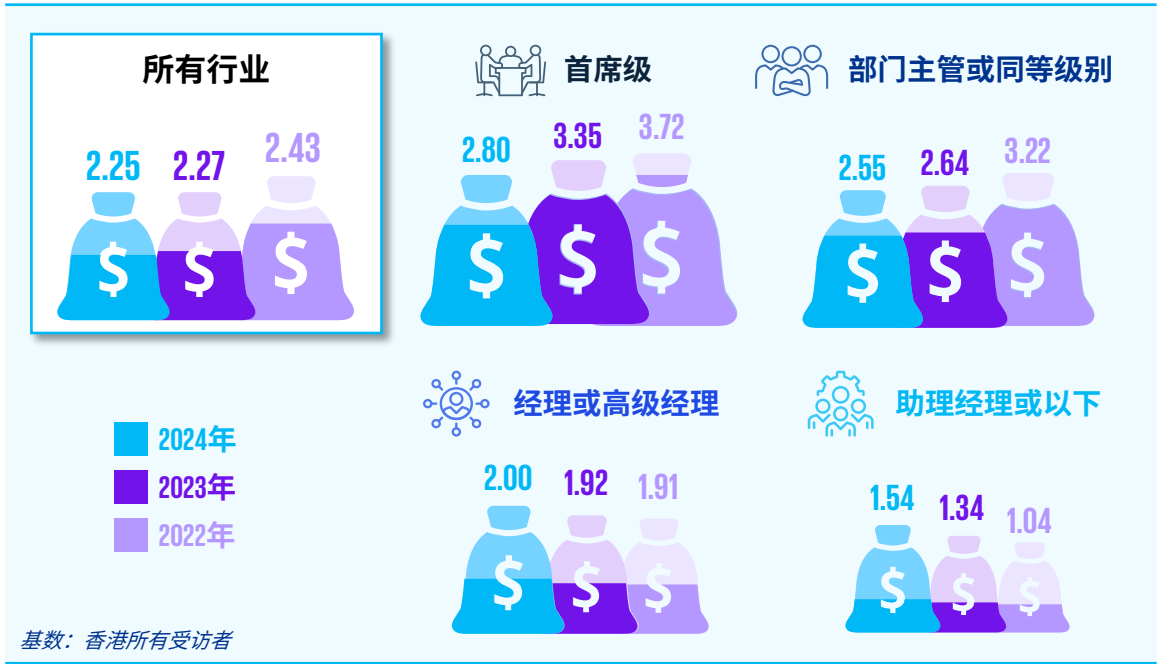 所有行业
2.25 2.27 2.43
$ $ $
首席级
2.80 3.35 3.72
$ $ $
部门主管或同等级别
2.55 2.64 3.22
$ $ $
2024年
2023年
2022年
经理或高级经理
2.00 1.92 1.91
$ $ $
助理经理或以下
1.54 1.34 1.04
$ $ $
基数：香港所有受访者